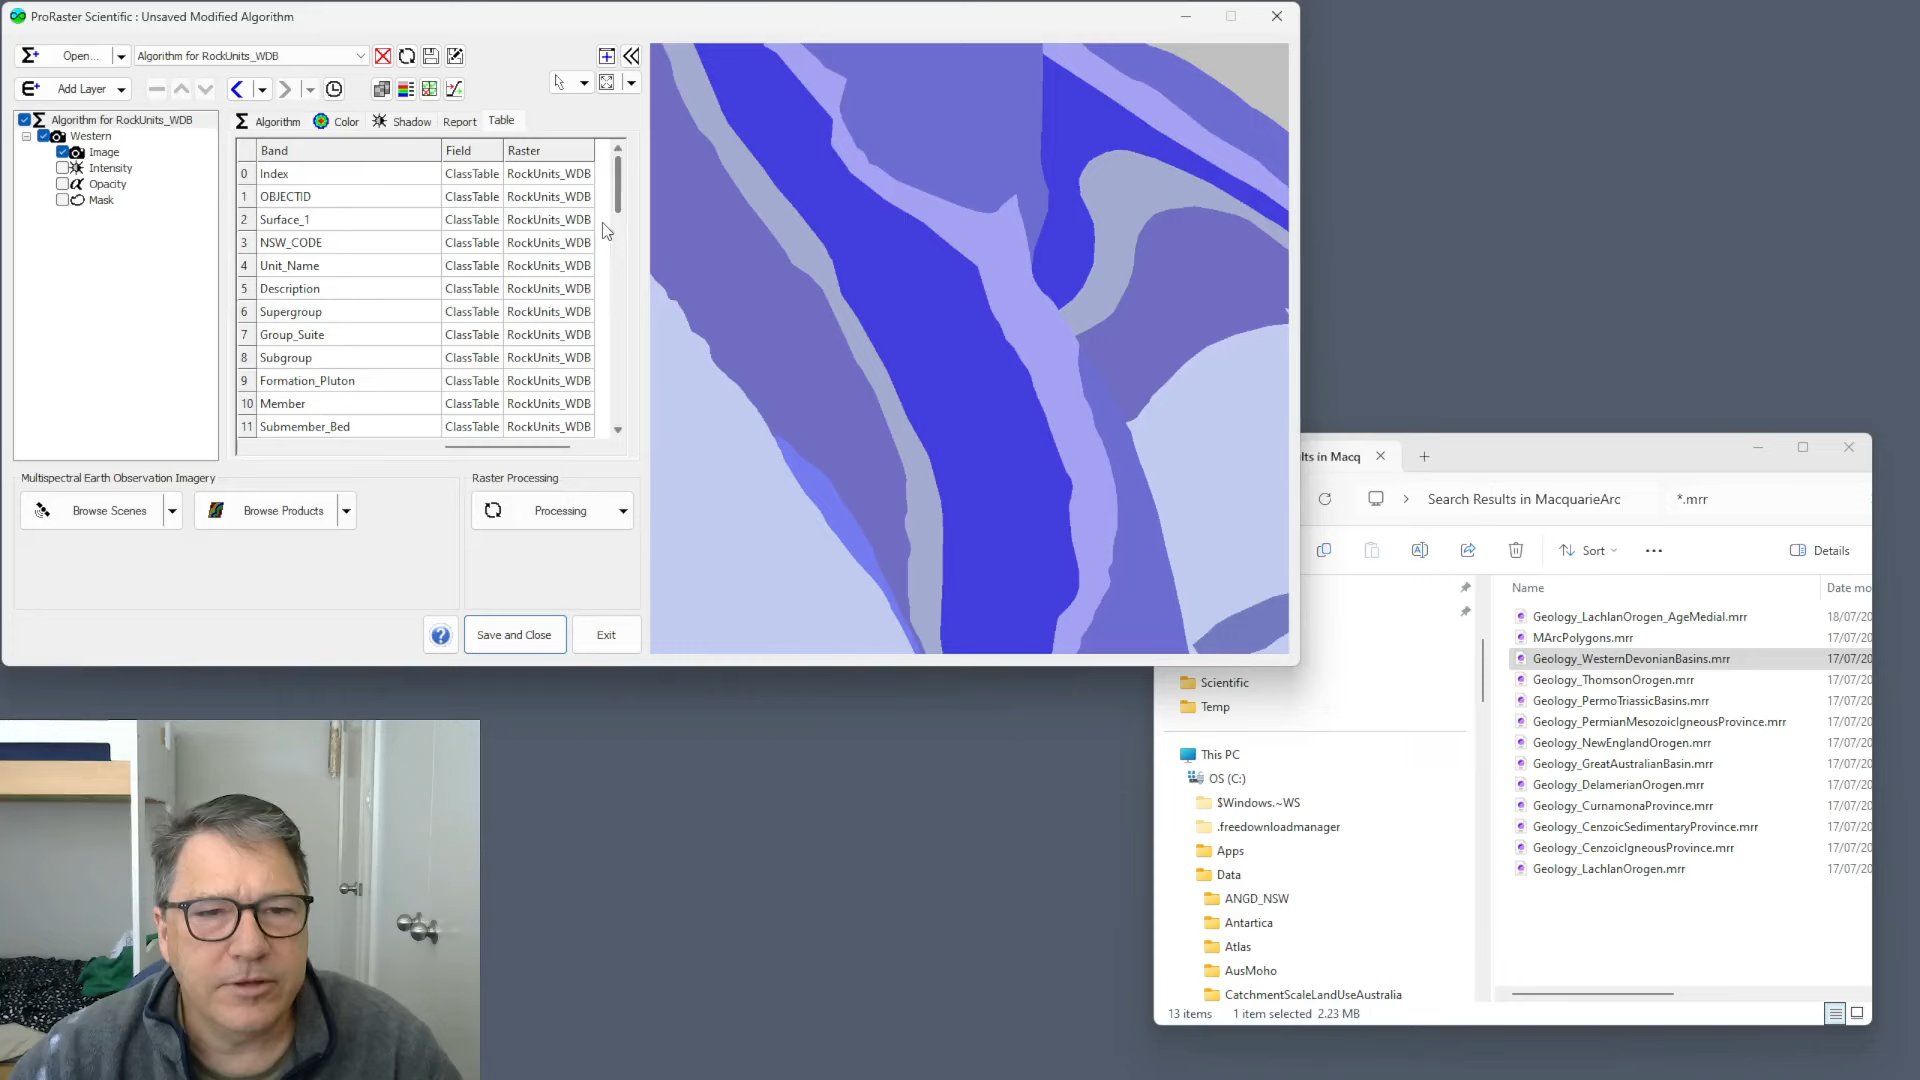 ProRaster Scientific : Unsaved Modified Algorithm
Open...
Algorithm for RockUnits_WDB
Add Layer
Algorithm for RockUnits_WDB
Western
Image
Intensity
Opacity
Mask
Algorithm Color Shadow Report Table
Band Field Raster
0 Index ClassTable RockUnits_WDB
1 OBJECTID ClassTable RockUnits_WDB
2 Surface_1 ClassTable RockUnits_WDB
3 NSW_CODE ClassTable RockUnits_WDB
4 Unit_Name ClassTable RockUnits_WDB
5 Description ClassTable RockUnits_WDB
6 Supergroup ClassTable RockUnits_WDB
7 Group_Suite ClassTable RockUnits_WDB
8 Subgroup ClassTable RockUnits_WDB
9 Formation_Pluton ClassTable RockUnits_WDB
10 Member ClassTable RockUnits_WDB
11 Submember_Bed ClassTable RockUnits_WDB
Multispectral Earth Observation Imagery
Browse Scenes
Browse Products
Raster Processing
Processing
Save and Close
Exit
lts in Macq
Search Results in MacquarieArc
*.mrr
Sort
Details
Name Date mo
Geology_LachlanOrogen_AgeMedial.mrr 18/07/20
MArcPolygons.mrr 17/07/20
Geology_WesternDevonianBasins.mrr 17/07/20
Geology_ThomsonOrogen.mrr 17/07/20
Geology_PermoTriassicBasins.mrr 17/07/20
Geology_PermianMesozoicIgneousProvince.mrr 17/07/20
Geology_NewEnglandOrogen.mrr 17/07/20
Geology_GreatAustralianBasin.mrr 17/07/20
Geology_DelamerianOrogen.mrr 17/07/20
Geology_CurnamonaProvince.mrr 17/07/20
Geology_CenzoicSedimentaryProvince.mrr 17/07/20
Geology_CenzoicIgneousProvince.mrr 17/07/20
Geology_LachlanOrogen.mrr 17/07/20
Scientific
Temp
This PC
OS (C:)
$Windows.~WS
.freedownloadmanager
Apps
Data
ANGD_NSW
Antartica
Atlas
AusMoho
CatchmentScaleLandUseAustralia
13 items 1 item selected 2.23 MB